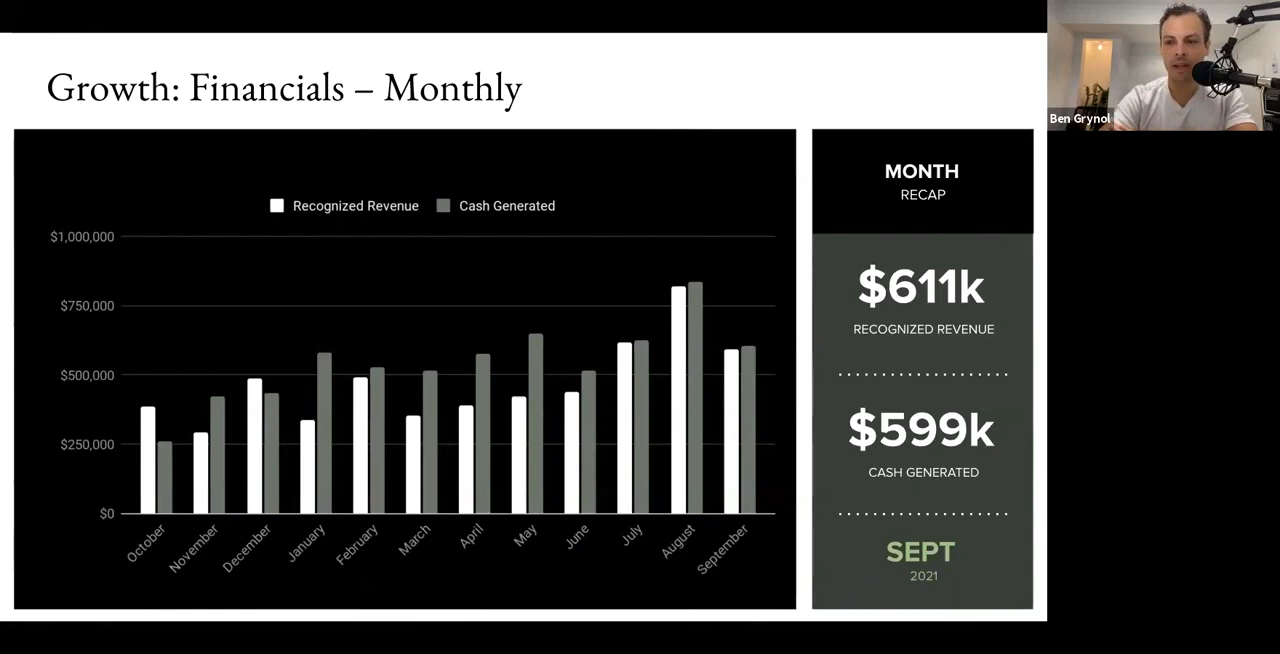 Growth: Financials – Monthly
Ben Grynol
Recognized Revenue
Cash Generated
$1,000,000
$750,000
$500,000
$250,000
$0
October
November
December
January
February
March
April
May
June
July
August
September
MONTH
RECAP
$611k
RECOGNIZED REVENUE
$599k
CASH GENERATED
SEPT
2021